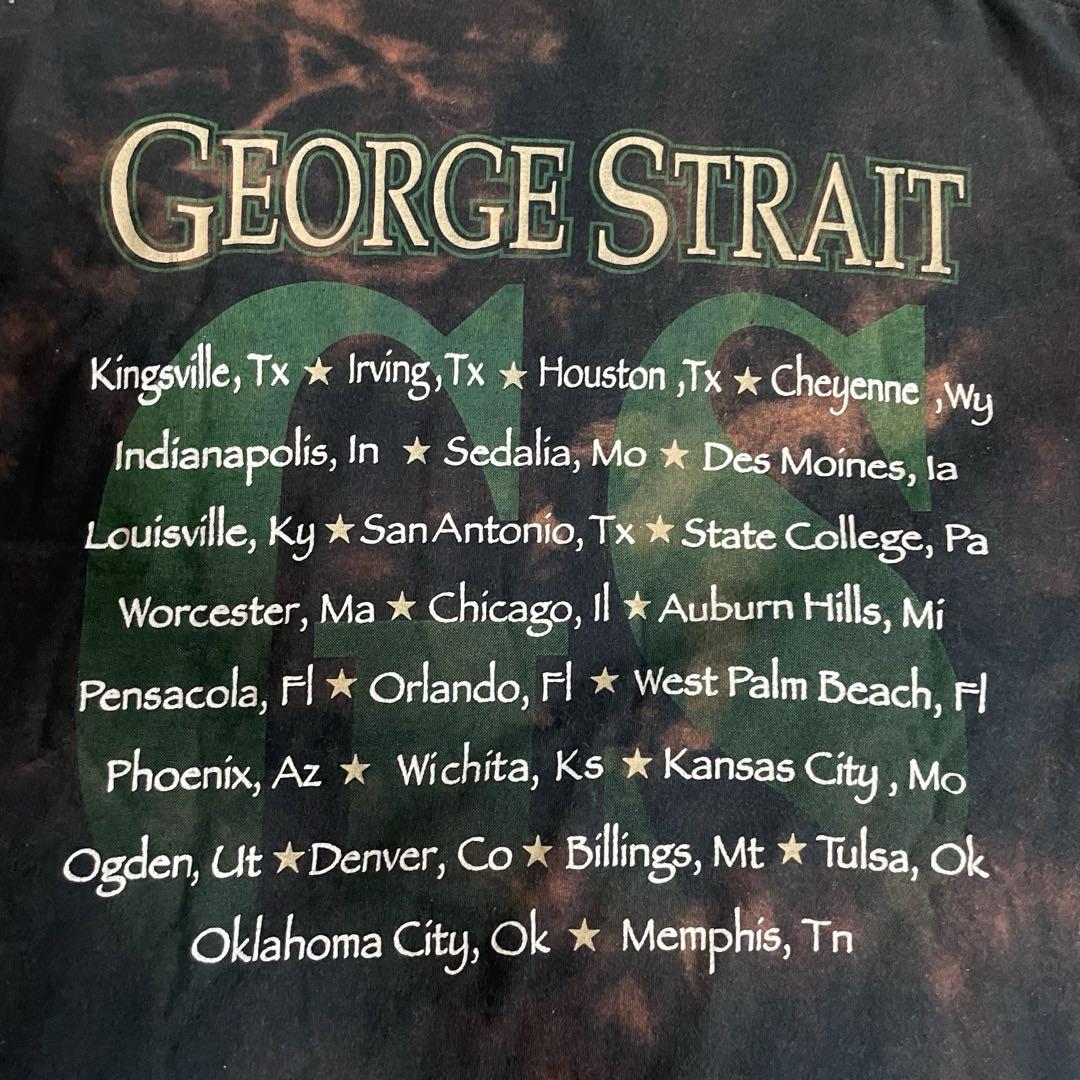 GEORGE STRAIT
GS
Kingsville, Tx ★ Irving, Tx ★ Houston ,Tx ★ Cheyenne ,Wy
Indianapolis, In ★ Sedalia, Mo ★ Des Moines, Ia
Louisville, Ky ★ San Antonio, Tx ★ State College, Pa
Worcester, Ma ★ Chicago, Il ★ Auburn Hills, Mi
Pensacola, Fl ★ Orlando, Fl ★ West Palm Beach, Fl
Phoenix, Az ★ Wichita, Ks ★ Kansas City , Mo
Ogden, Ut ★ Denver, Co ★ Billings, Mt ★ Tulsa, Ok
Oklahoma City, Ok ★ Memphis, Tn